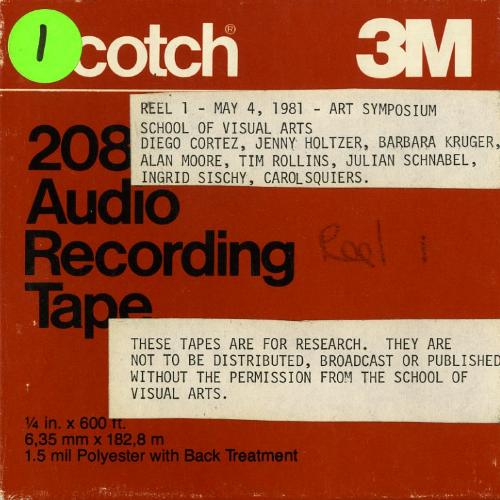 1
Scotch® 3M
REEL 1 - MAY 4, 1981 - ART SYMPOSIUM
SCHOOL OF VISUAL ARTS
DIEGO CORTEZ, JENNY HOLTZER, BARBARA KRUGER,
ALAN MOORE, TIM ROLLINS, JULIAN SCHNABEL,
INGRID SISCHY, CAROL SQUIERS.
208
Audio
Recording
Tape
Reel 1
THESE TAPES ARE FOR RESEARCH. THEY ARE
NOT TO BE DISTRIBUTED, BROADCAST OR PUBLISHED
WITHOUT THE PERMISSION FROM THE SCHOOL OF
VISUAL ARTS.
¼ in. x 600 ft.
6,35 mm x 182,8 m
1.5 mil Polyester with Back Treatment